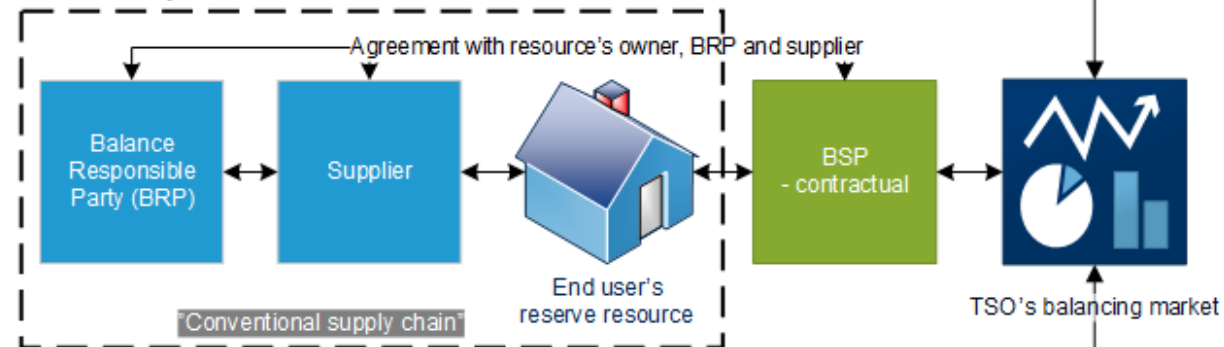 Agreement with resource's owner, BRP and supplier
Balance
Responsible
Party (BRP)
Supplier
BSP
- contractual
End user's
reserve resource
"Conventional supply chain"
TSO's balancing market